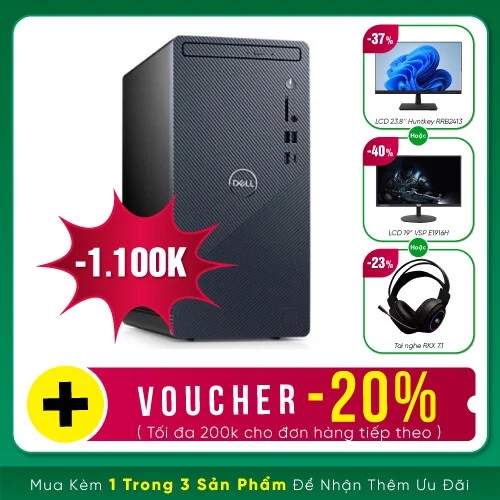 DELL
-1.100K
-37%
LCD 23.8" Huntkey RRB2413
Hoặc
-40%
LCD 19" VSP E1916H
Hoặc
-23%
Tai nghe RKX 7.1
+
VOUCHER -20%
( Tối đa 200k cho đơn hàng tiếp theo )
Mua Kèm 1 Trong 3 Sản Phẩm Để Nhận Thêm Ưu Đãi